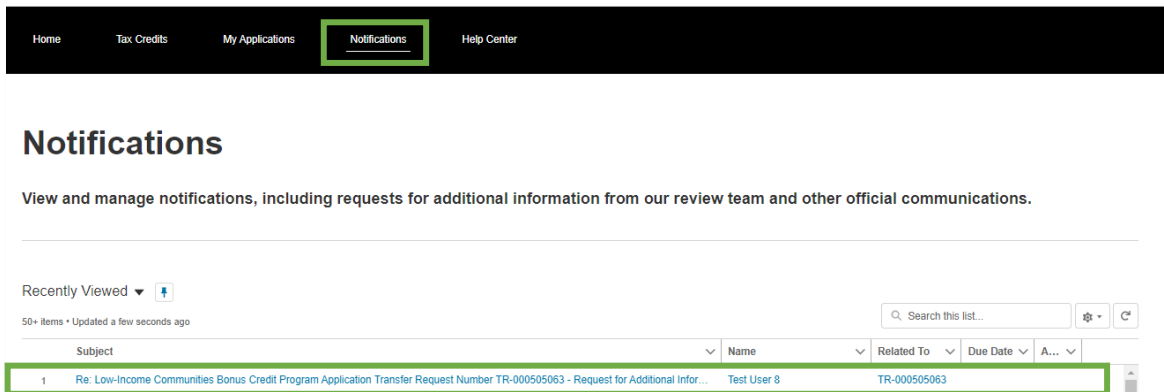 Home Tax Credits My Applications Notifications Help Center
Notifications
View and manage notifications, including requests for additional information from our review team and other official communications.
Recently Viewed
50+ items • Updated a few seconds ago
Search this list...
Subject Name Related To Due Date A...
1 Re: Low-Income Communities Bonus Credit Program Application Transfer Request Number TR-000505063 - Request for Additional Infor... Test User 8 TR-000505063